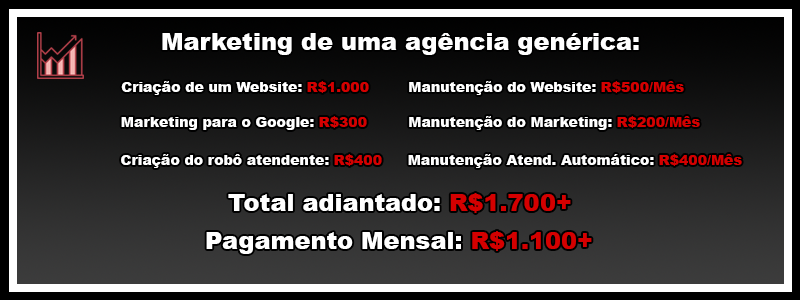 Marketing de uma agência genérica:
Criação de um Website: R$1.000
Manutenção do Website: R$500/Mês
Marketing para o Google: R$300
Manutenção do Marketing: R$200/Mês
Criação do robô atendente: R$400
Manutenção Atend. Automático: R$400/Mês
Total adiantado: R$1.700+
Pagamento Mensal: R$1.100+